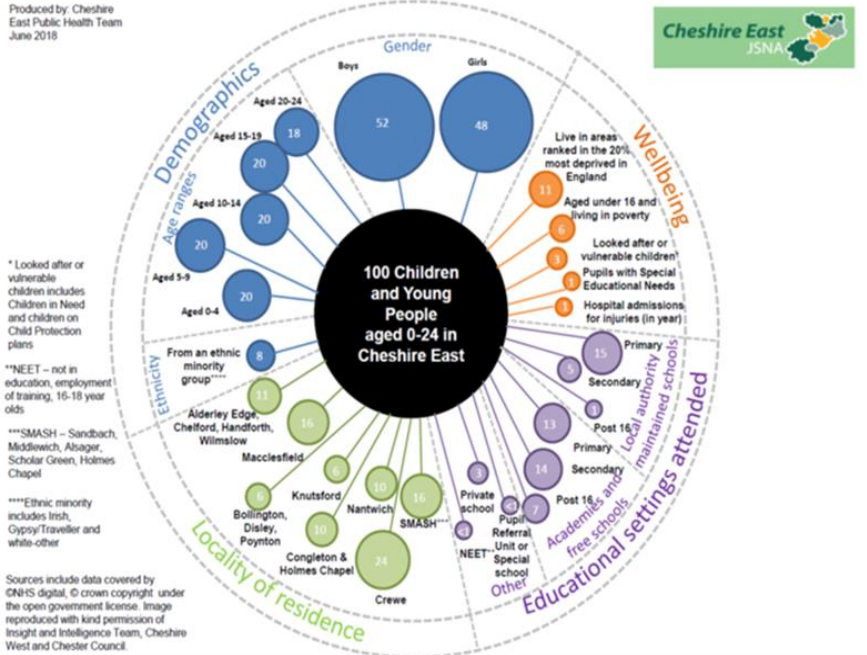 Produced by: Cheshire
East Public Health Team
June 2018
Cheshire East
JSNA
Demographics
Gender
Boys
52
Girls
48
Age ranges
Aged 20-24
18
Aged 15-19
20
Aged 10-14
20
20
Aged 5-9
20
Aged 0-4
Ethnicity
From an ethnic
minority
group****
8
100 Children
and Young
People
aged 0-24 in
Cheshire East
Wellbeing
Live in areas
ranked in the 20%
most deprived in
England
11
Aged under 16 and
living in poverty
6
Looked after or
vulnerable children*
3
Pupils with Special
Educational Needs
1
Hospital admissions
for injuries (in year)
1
Educational settings attended
Local authority
maintained schools
15
Primary
5
Secondary
1
Post 16
Academies and
free schools
13
Primary
14
Secondary
7
Post 16
Other
<1
Pupil
Referral
Unit or
Special
school
3
Private
school
<1
NEET**
Locality of residence
11
Alderley Edge,
Chelford, Handforth,
Wilmslow
16
Macclesfield
6
Bollington,
Disley,
Poynton
6
Knutsford
10
Congleton &
Holmes Chapel
10
Nantwich
24
Crewe
16
SMASH***
* Looked after or
vulnerable
children includes
Children in Need
and children on
Child Protection
plans
**NEET – not in
education, employment
of training, 16-18 year
olds
***SMASH – Sandbach,
Middlewich, Alsager,
Scholar Green, Holmes
Chapel
****Ethnic minority
includes Irish,
Gypsy/Traveller and
white-other
Sources include data covered by
©NHS digital, © crown copyright under
the open government license. Image
reproduced with kind permission of
Insight and Intelligence Team, Cheshire
West and Chester Council.